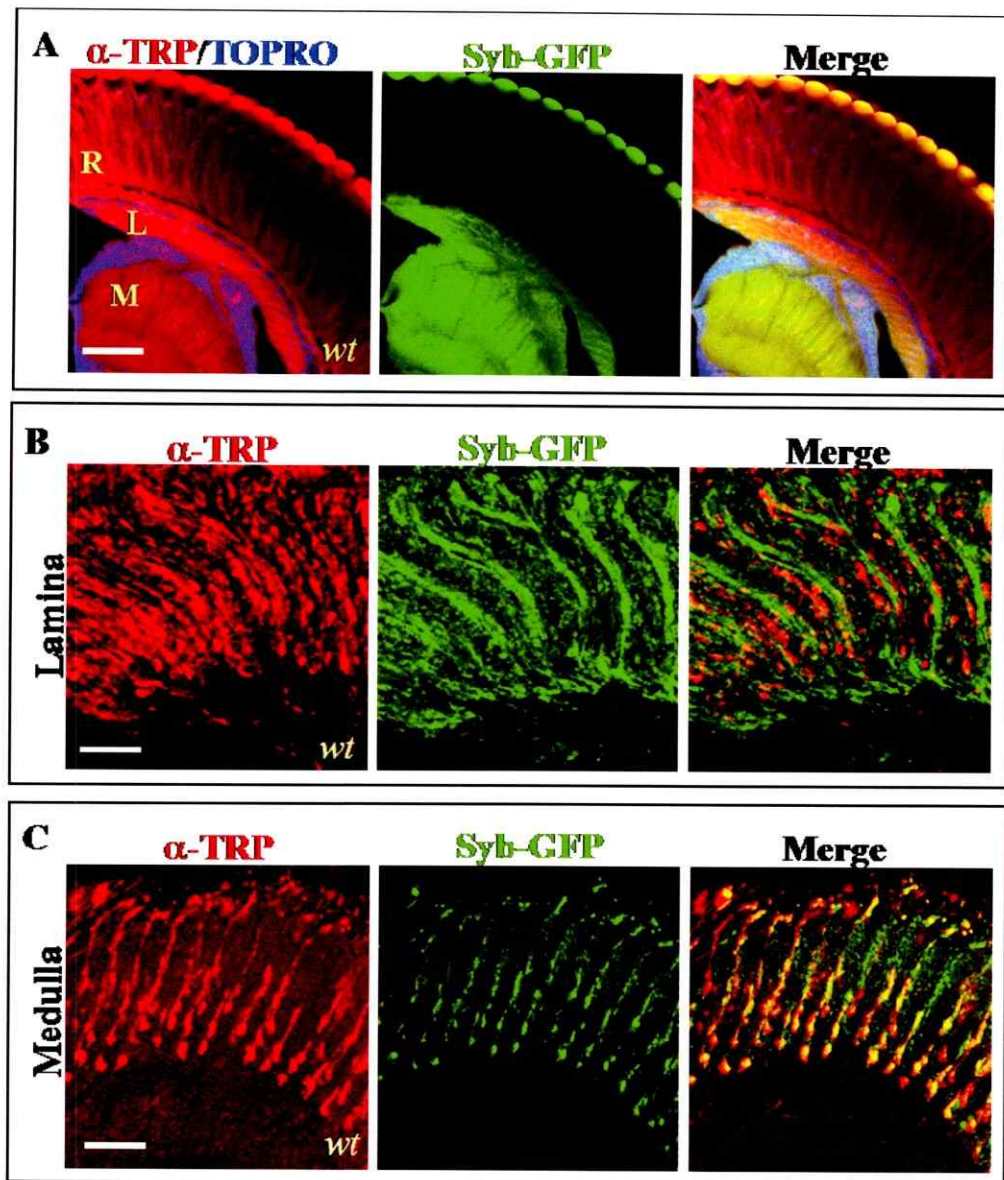 A
α-TRP/TOPRO Syb-GFP Merge
R
L
M
wt
B
α-TRP Syb-GFP Merge
Lamina
wt
C
α-TRP Syb-GFP Merge
Medulla
wt